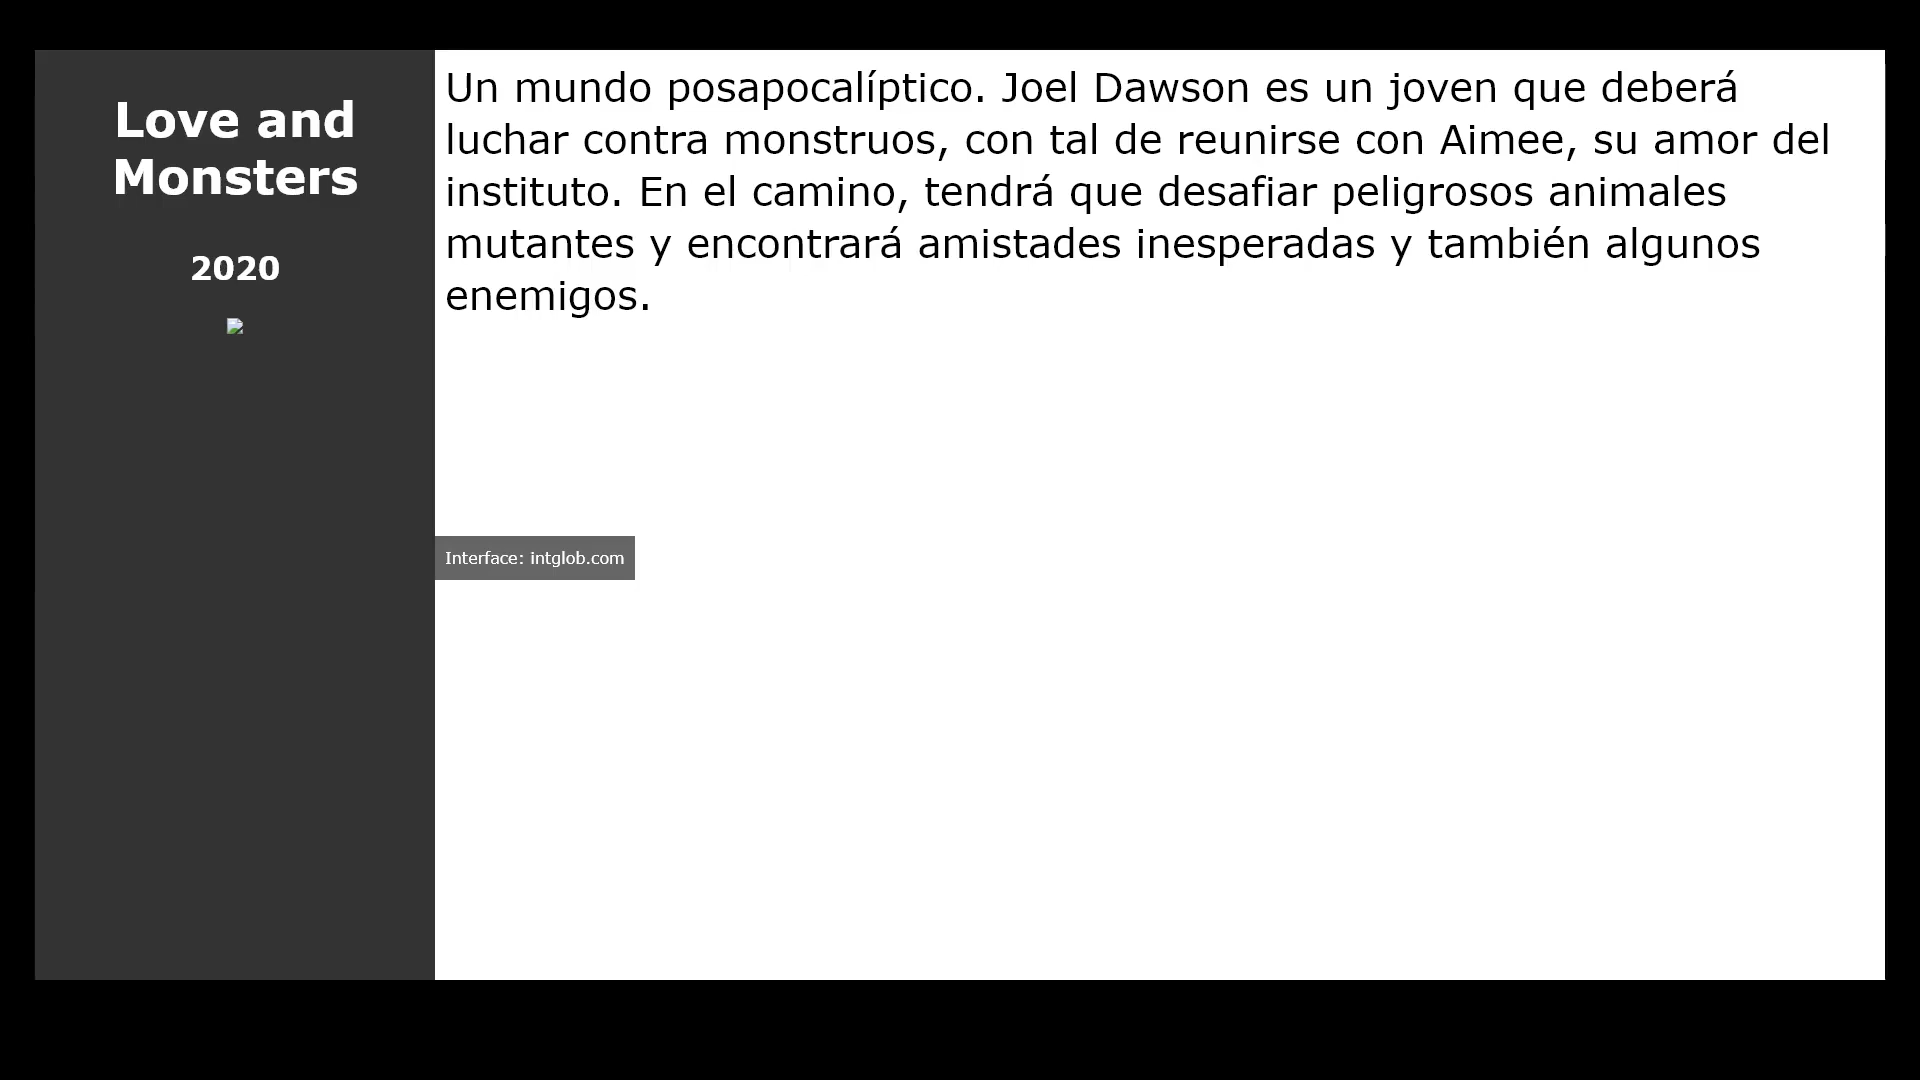 Love and
Monsters
2020
Un mundo posapocalíptico. Joel Dawson es un joven que deberá
luchar contra monstruos, con tal de reunirse con Aimee, su amor del
instituto. En el camino, tendrá que desafiar peligrosos animales
mutantes y encontrará amistades inesperadas y también algunos
enemigos.
Interface: intglob.com